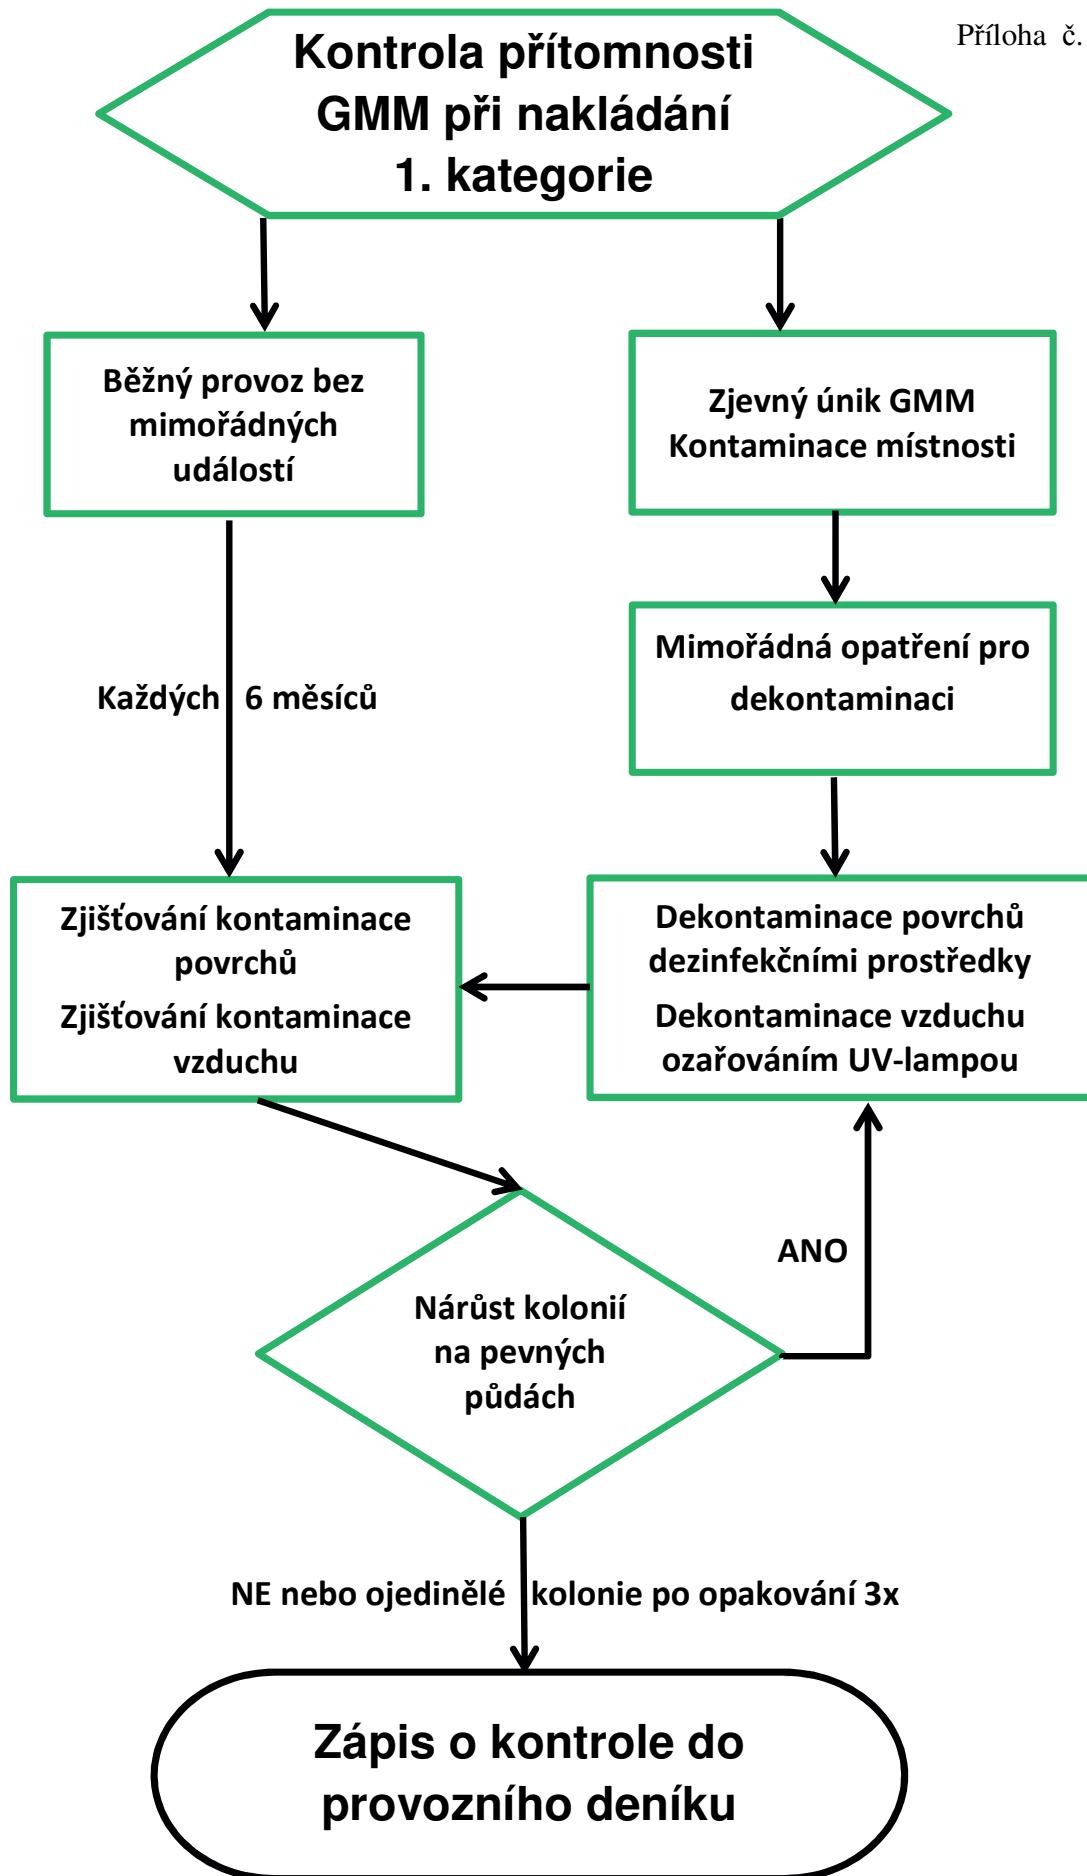 Příloha č.
Kontrola přítomnosti
GMM při nakládání
1. kategorie
Běžný provoz bez
mimořádných
událostí
Zjevný únik GMM
Kontaminace místnosti
Mimořádná opatření pro
dekontaminaci
Každých 6 měsíců
Zjišťování kontaminace
povrchů
Zjišťování kontaminace
vzduchu
Dekontaminace povrchů
dezinfekčními prostředky
Dekontaminace vzduchu
ozařováním UV-lampou
ANO
Nárůst kolonií
na pevných
půdách
NE nebo ojedinělé kolonie po opakování 3x
Zápis o kontrole do
provozního deníku